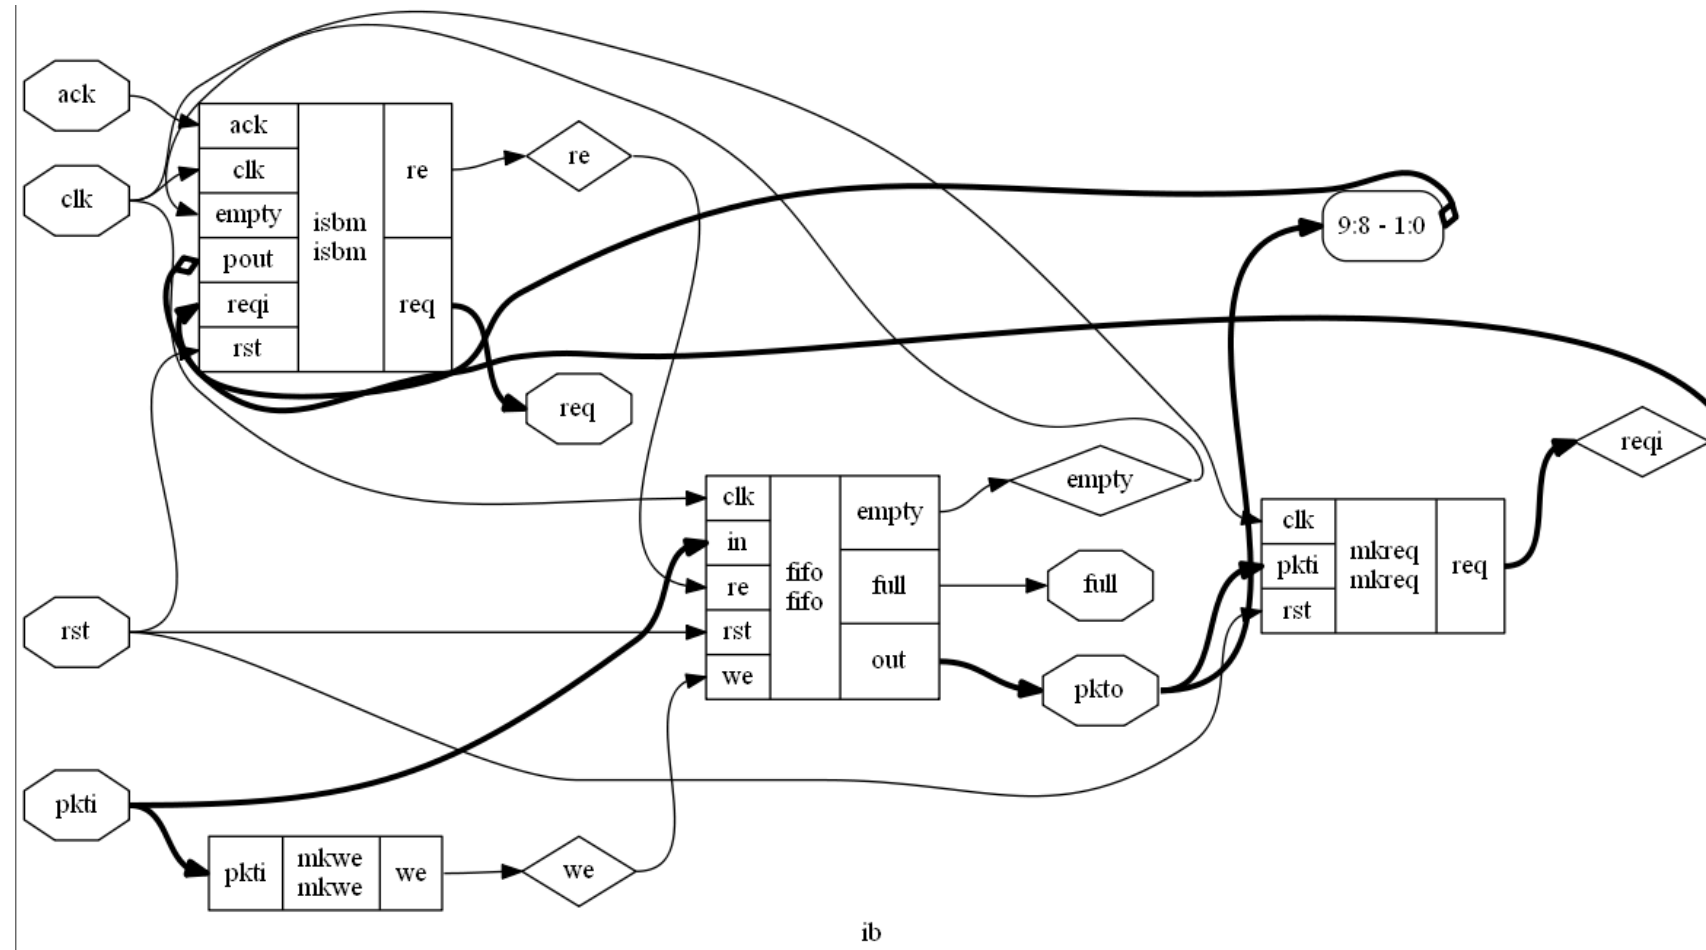 ack
clk
rst
pkti
ack
clk
empty
pout
reqi
rst
isbm
isbm
re
req
re
req
pkti
mkwe
mkwe
we
we
clk
in
re
rst
we
fifo
fifo
empty
full
out
empty
full
pkto
9:8 - 1:0
clk
pkti
rst
mkreq
mkreq
req
reqi
ib